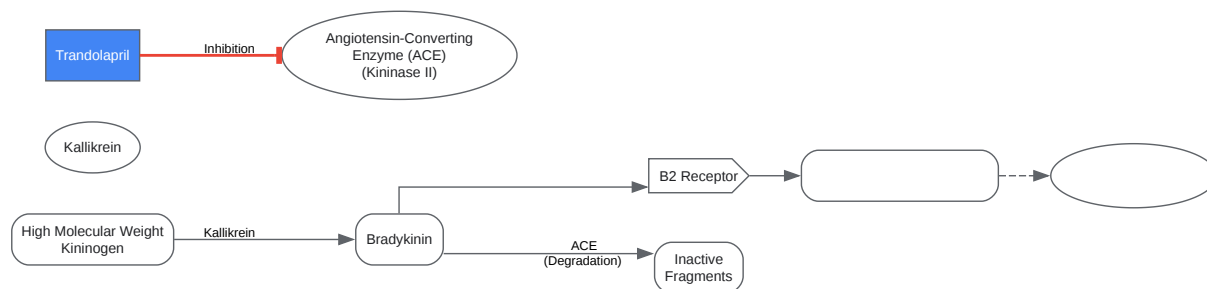 Trandolapril
Inhibition
Angiotensin-Converting
Enzyme (ACE)
(Kininase II)
Kallikrein
B2 Receptor
High Molecular Weight
Kininogen
Kallikrein
Bradykinin
ACE
(Degradation)
Inactive
Fragments